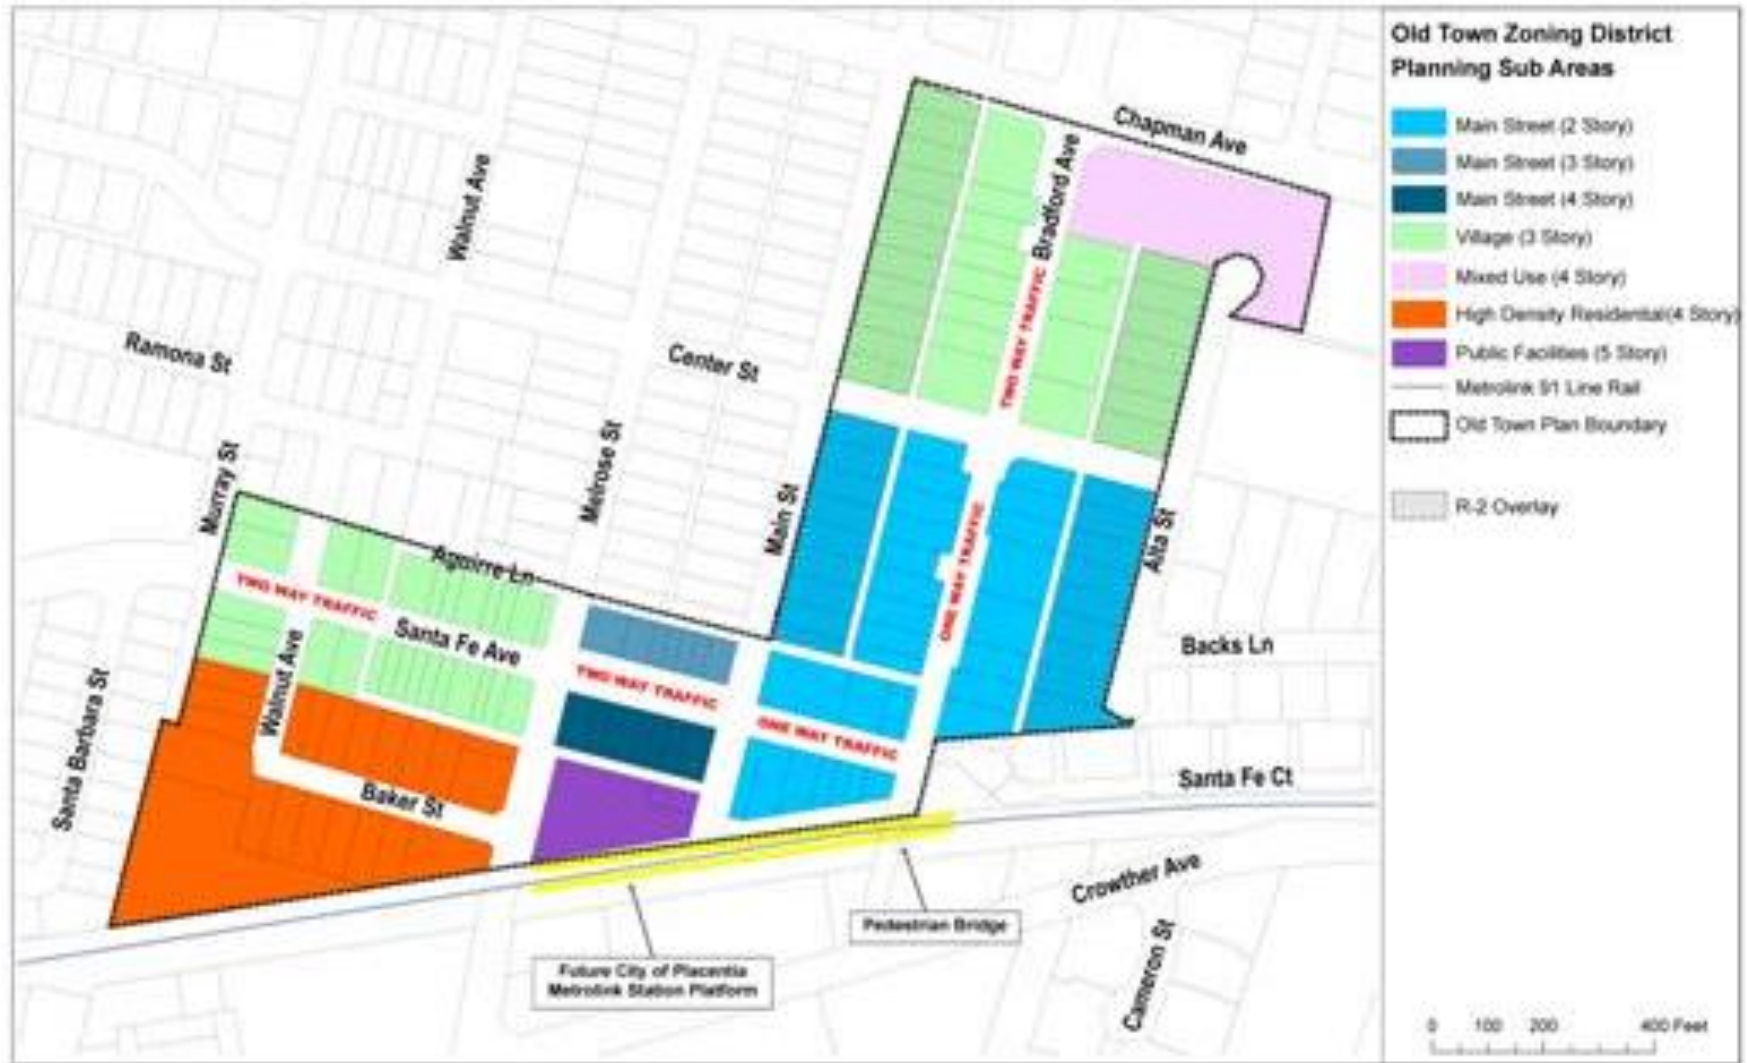 Old Town Zoning District
Planning Sub Areas
Main Street (2 Story)
Main Street (3 Story)
Main Street (4 Story)
Village (3 Story)
Mixed Use (4 Story)
High Density Residential(4 Story)
Public Facilities (5 Story)
Metrolink 91 Line Rail
Old Town Plan Boundary
R-2 Overlay
0 100 200 400 Feet
Chapman Ave
Bradford Ave
Walnut Ave
TWO WAY TRAFFIC
Ramona St
Center St
Murray St
Melrose St
Main St
Alta St
ONE WAY TRAFFIC
Aguirre Ln
TWO WAY TRAFFIC
Santa Fe Ave
Backs Ln
Walnut Ave
TWO WAY TRAFFIC
Santa Barbara St
ONE WAY TRAFFIC
Santa Fe Ct
Baker St
Crowther Ave
Pedestrian Bridge
Future City of Placentia
Metrolink Station Platform
Cameron St